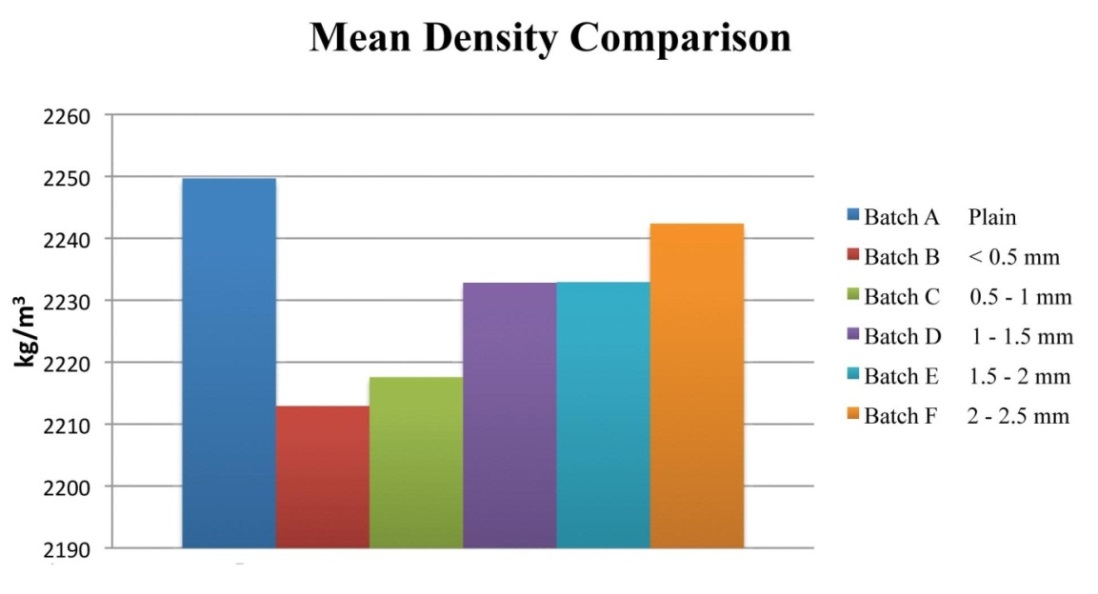 Mean Density Comparison
2260
2250
2240
2230
2220
2210
2200
2190
kg/m³
Batch A Plain
Batch B < 0.5 mm
Batch C 0.5 - 1 mm
Batch D 1 - 1.5 mm
Batch E 1.5 - 2 mm
Batch F 2 - 2.5 mm